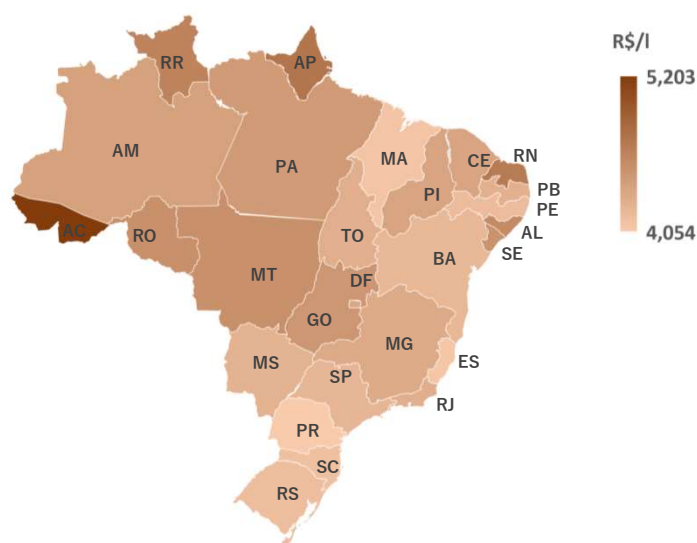 R$/l
5,203
4,054
RR
AP
AM
PA
MA
CE
RN
PB
PE
PI
AL
SE
AC
RO
TO
BA
MT
DF
GO
MG
ES
MS
SP
RJ
PR
SC
RS